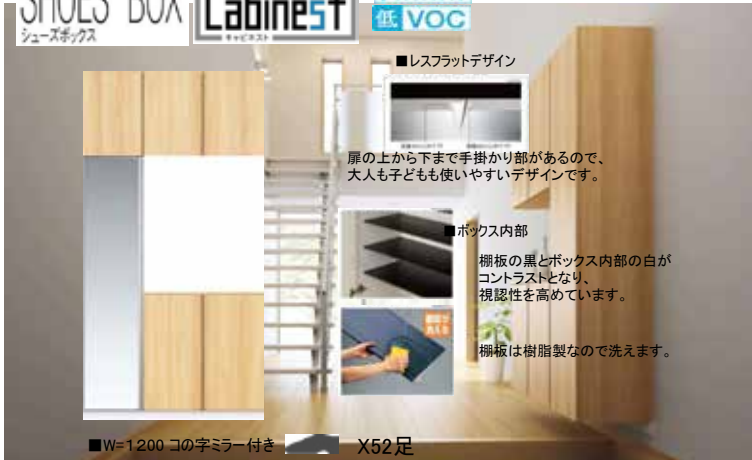 SHOES BOX
シューズボックス
Cabinest
キャビネスト
低 VOC
■レスフラットデザイン
扉の上から下まで手掛かり部があるので、
大人も子どもも使いやすいデザインです。
■ボックス内部
棚板の黒とボックス内部の白が
コントラストとなり、
視認性を高めています。
棚板は樹脂製なので洗えます。
■W=1200 コの字ミラー付き X52足